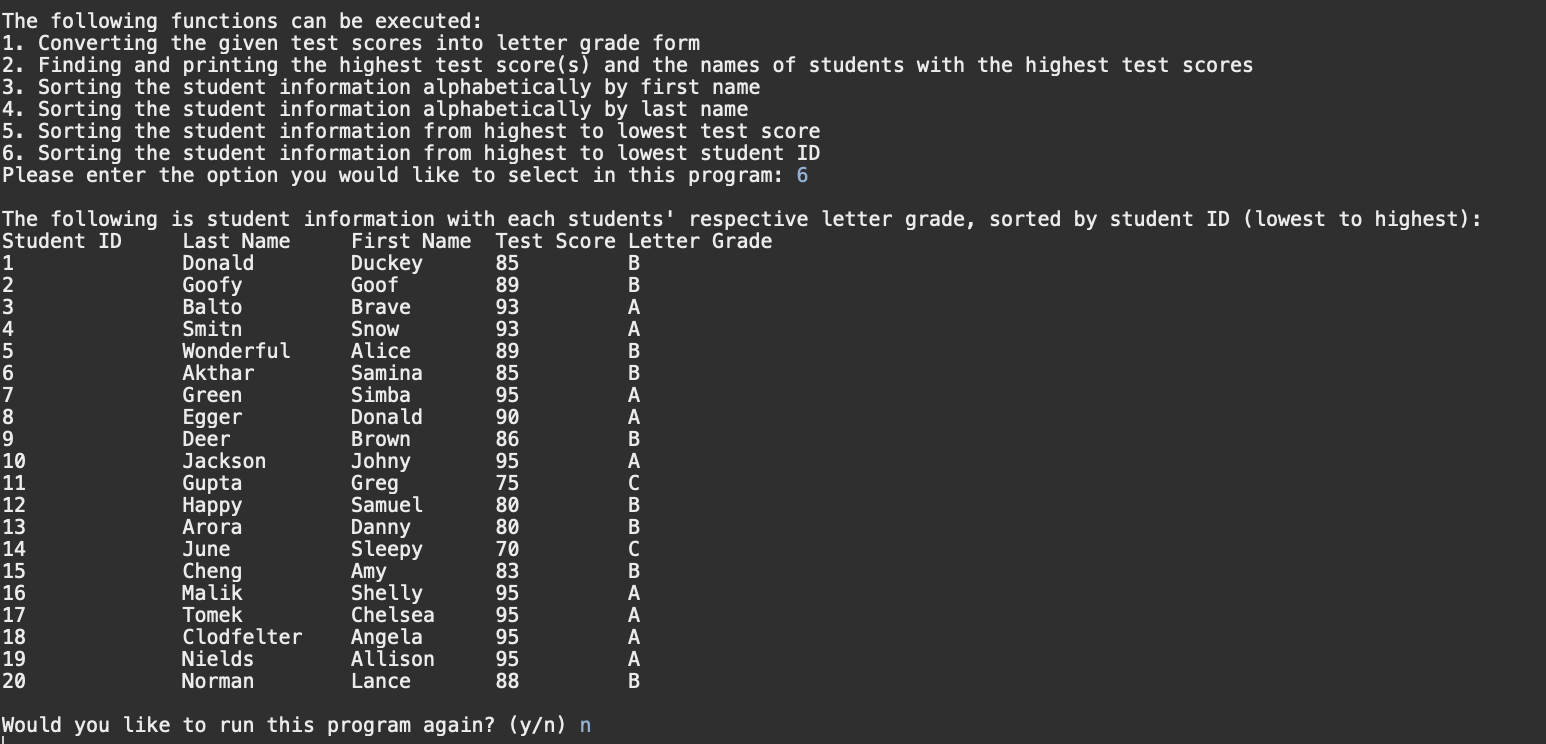 The following functions can be executed:
1. Converting the given test scores into letter grade form
2. Finding and printing the highest test score(s) and the names of students with the highest test scores
3. Sorting the student information alphabetically by first name
4. Sorting the student information alphabetically by last name
5. Sorting the student information from highest to lowest test score
6. Sorting the student information from highest to lowest student ID
Please enter the option you would like to select in this program: 6
The following is student information with each students' respective letter grade, sorted by student ID (lowest to highest):
Student ID Last Name First Name Test Score Letter Grade
1 Donald Duckey 85 B
2 Goofy Goof 89 B
3 Balto Brave 93 A
4 Smitn Snow 93 A
5 Wonderful Alice 89 B
6 Akthar Samina 85 B
7 Green Simba 95 A
8 Egger Donald 90 A
9 Deer Brown 86 B
10 Jackson Johny 95 A
11 Gupta Greg 75 C
12 Happy Samuel 80 B
13 Arora Danny 80 B
14 June Sleepy 70 C
15 Cheng Amy 83 B
16 Malik Shelly 95 A
17 Tomek Chelsea 95 A
18 Clodfelter Angela 95 A
19 Nields Allison 95 A
20 Norman Lance 88 B
Would you like to run this program again? (y/n) n